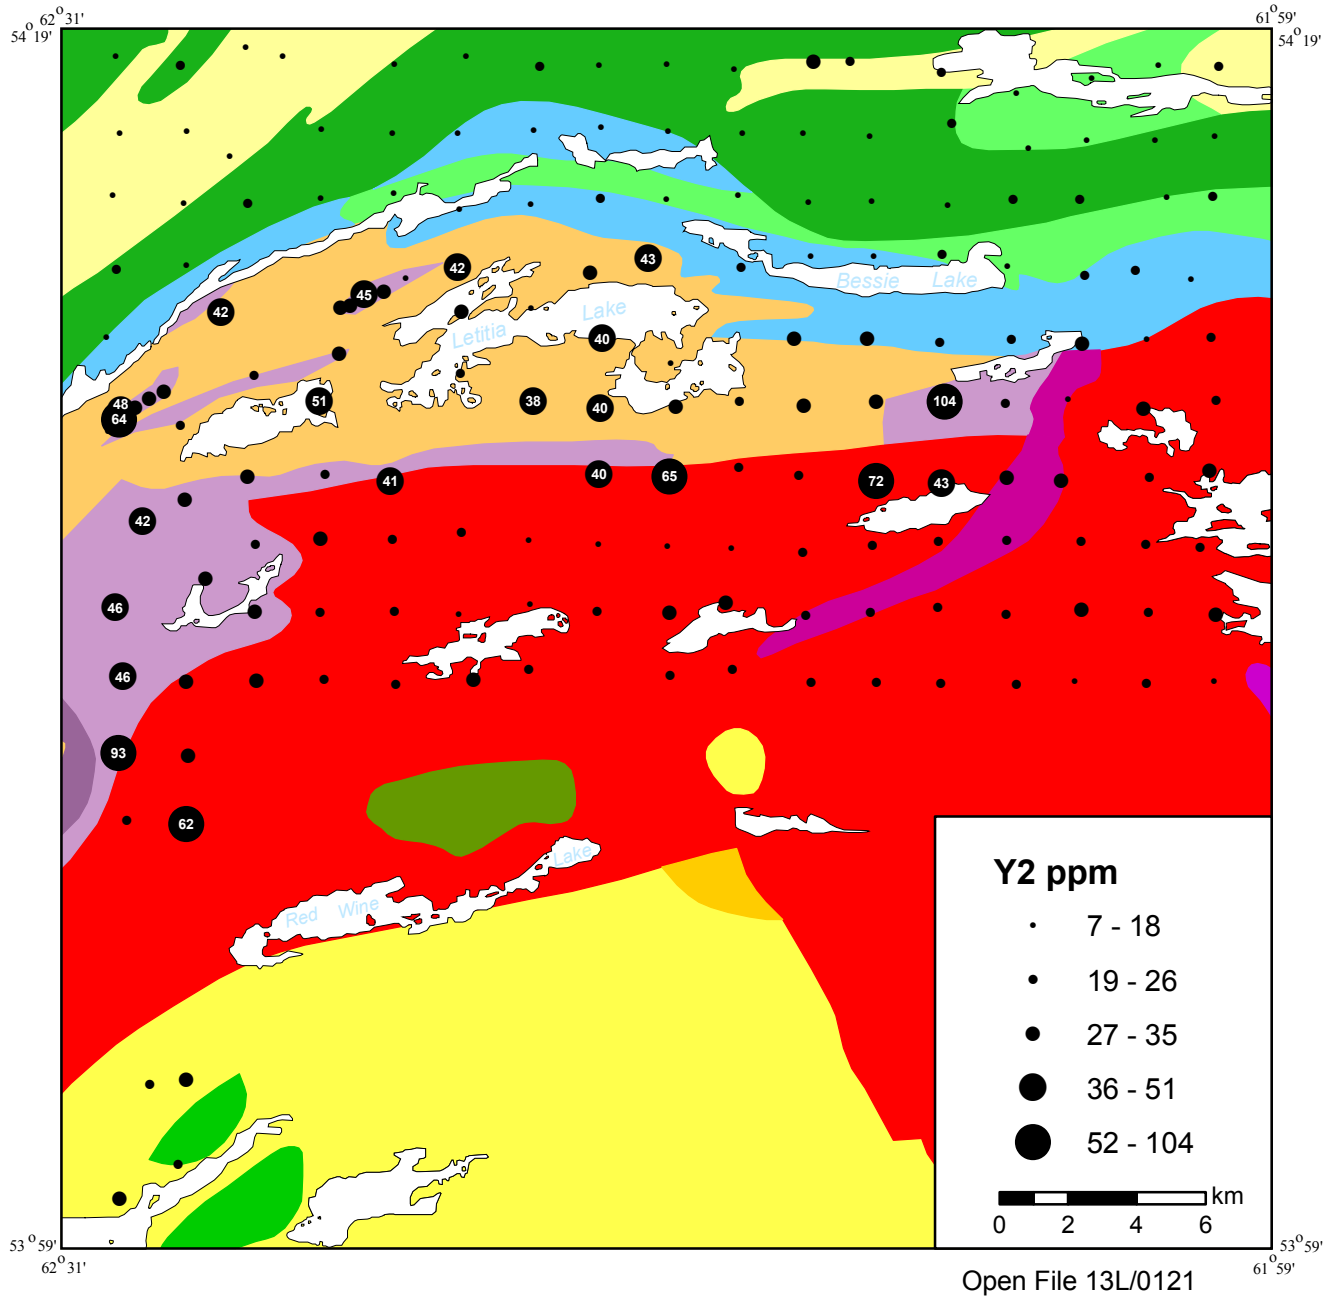 62°31'
61°59'
54°19'
54°19'
43
42
45
42
Bessie Lake
Lake
Letitia
40
48
64
51
38
40
104
41
40
65
72
43
42
46
46
93
62
Lake
Red Wine
Y2 ppm
7 - 18
19 - 26
27 - 35
36 - 51
52 - 104
km
0 2 4 6
53°59'
53°59'
62°31'
61°59'
Open File 13L/0121